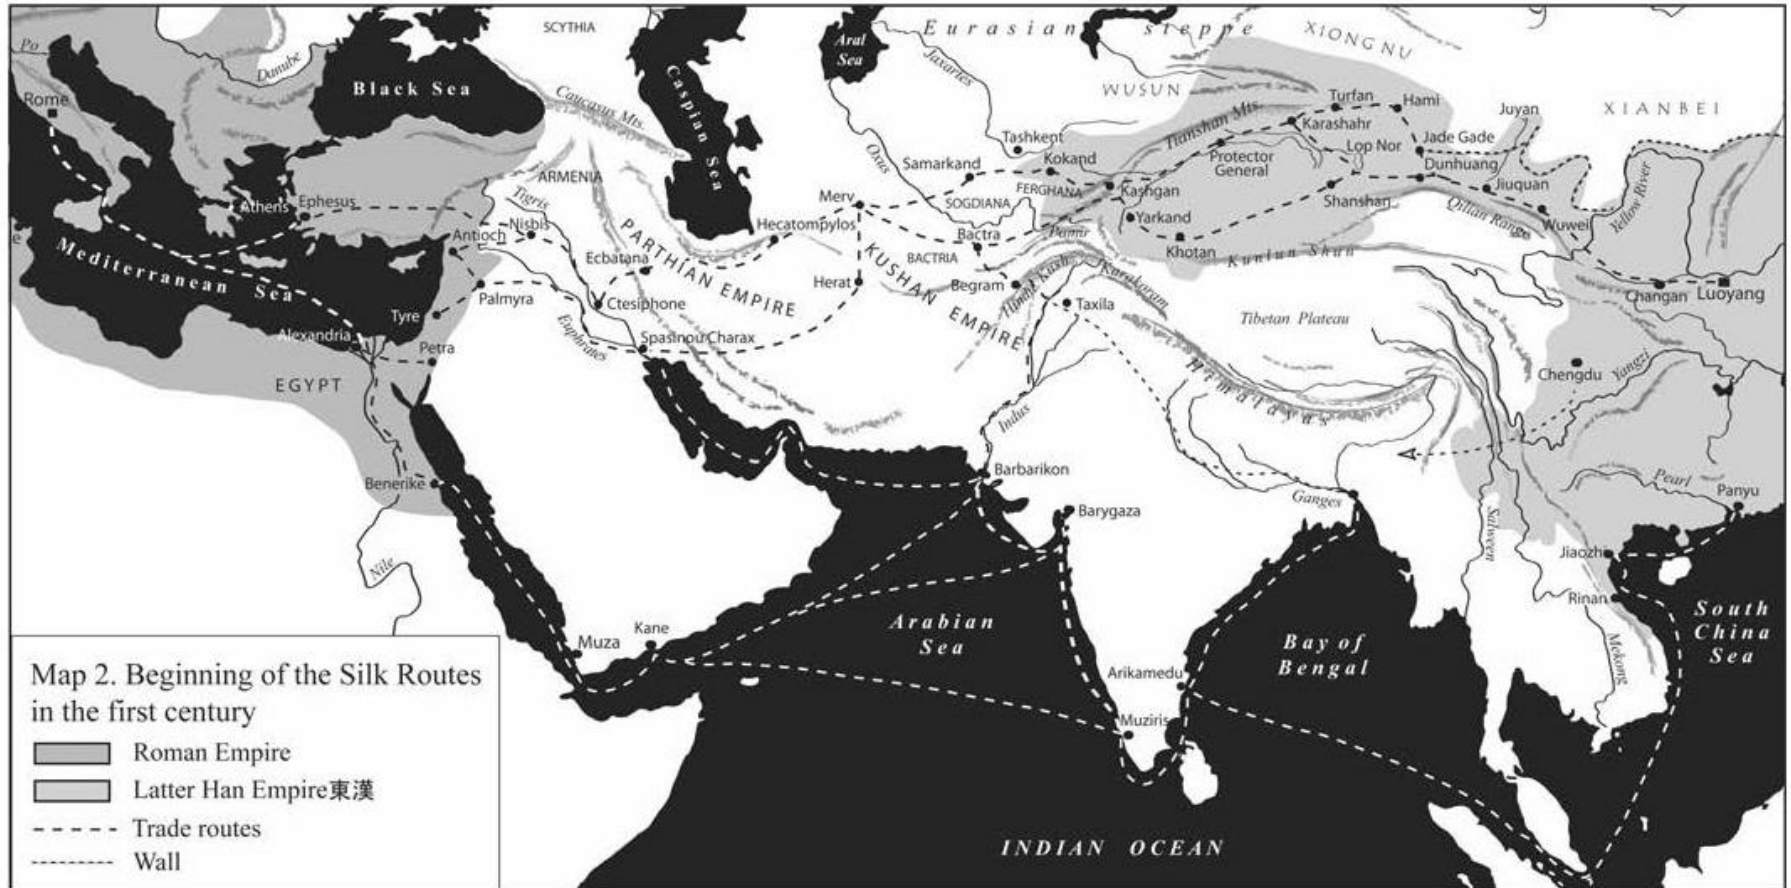 SCYTHIA
Eurasian steppe
XIONGNU
Po
Danube
Black Sea
Aral
Sea
Caspian Sea
Jaxartes
WUSUN
XIANBEI
Rome
Caucasus Mts.
Turfan
Hami
Juyan
Karashahr
Tianshan Mts.
Tashkent
Oxus
Samarkand
Kokand
Protector
General
Lop Nor
Jade Gade
Dunhuang
ARMENIA
FERGHANA
Kashgan
Jiuquan
Merv
SOGDIANA
Shanshan
Qilian Range
Yellow River
Athens
Ephesus
Tigris
Nisbis
Antioch
Hecatompylos
Yarkand
Wuwei
Bactra
Pamir
e
Mediterranean Sea
Ecbatana
PARTHIAN EMPIRE
KUSHAN EMPIRE
BACTRIA
Khotan
Kunlun Shan
Herat
Begram
Hindu Kush
Karakoram
Changan
Luoyang
Palmyra
Ctesiphone
Taxila
Tyre
Euphrates
Tibetan Plateau
Alexandria
Petra
Spasinou Charax
EGYPT
Himalayas
Chengdu
Yangzi
Indus
Barbarikon
Benerike
Ganges
Pearl
Panyu
Barygaza
Salween
Jiaozhi
Nile
Rinan
Muza
Kane
Arabian
Sea
Bay of
Bengal
South
China
Sea
Arikamedu
Mekong
Muziris
INDIAN OCEAN
Map 2. Beginning of the Silk Routes
in the first century
Roman Empire
Latter Han Empire東漢
Trade routes
Wall